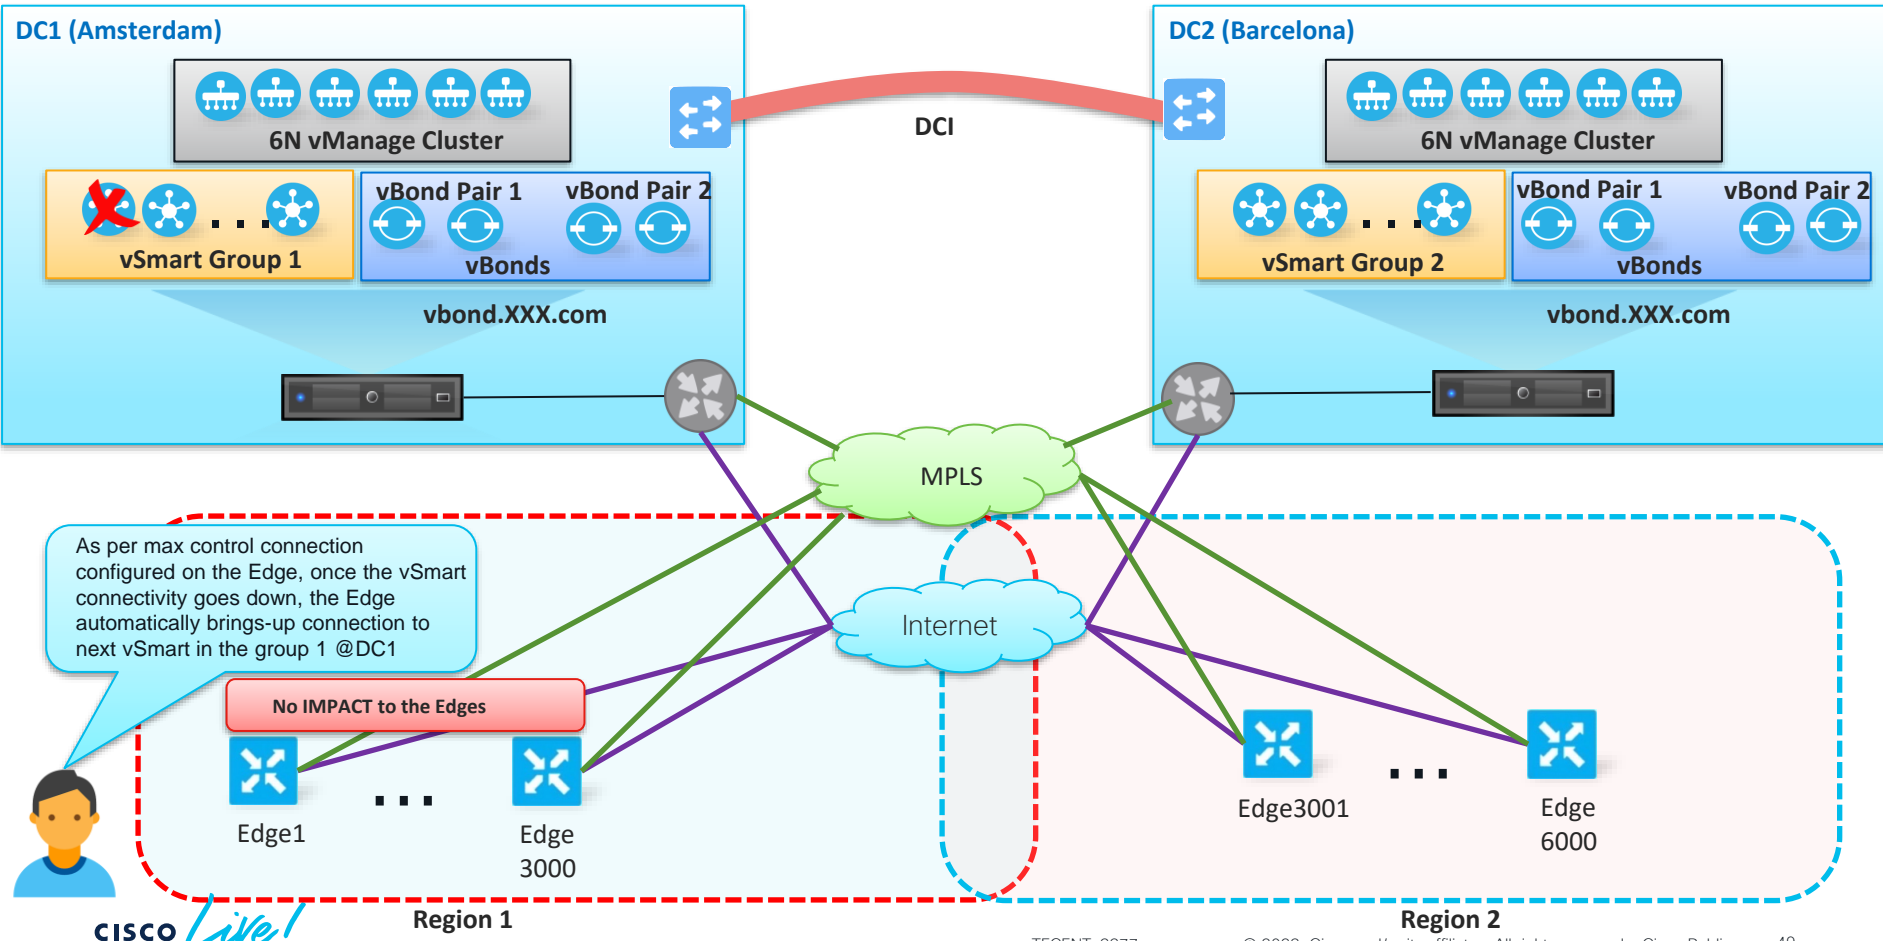 DC1 (Amsterdam)
6N vManage Cluster
vSmart Group 1
vBond Pair 1
vBond Pair 2
vBonds
vbond.XXX.com
DCI
DC2 (Barcelona)
6N vManage Cluster
vSmart Group 2
vBond Pair 1
vBond Pair 2
vBonds
vbond.XXX.com
MPLS
Internet
As per max control connection
configured on the Edge, once the vSmart
connectivity goes down, the Edge
automatically brings-up connection to
next vSmart in the group 1 @DC1
No IMPACT to the Edges
Edge1
...
Edge
3000
Edge3001
...
Edge
6000
Region 1
Region 2
CISCO Live!